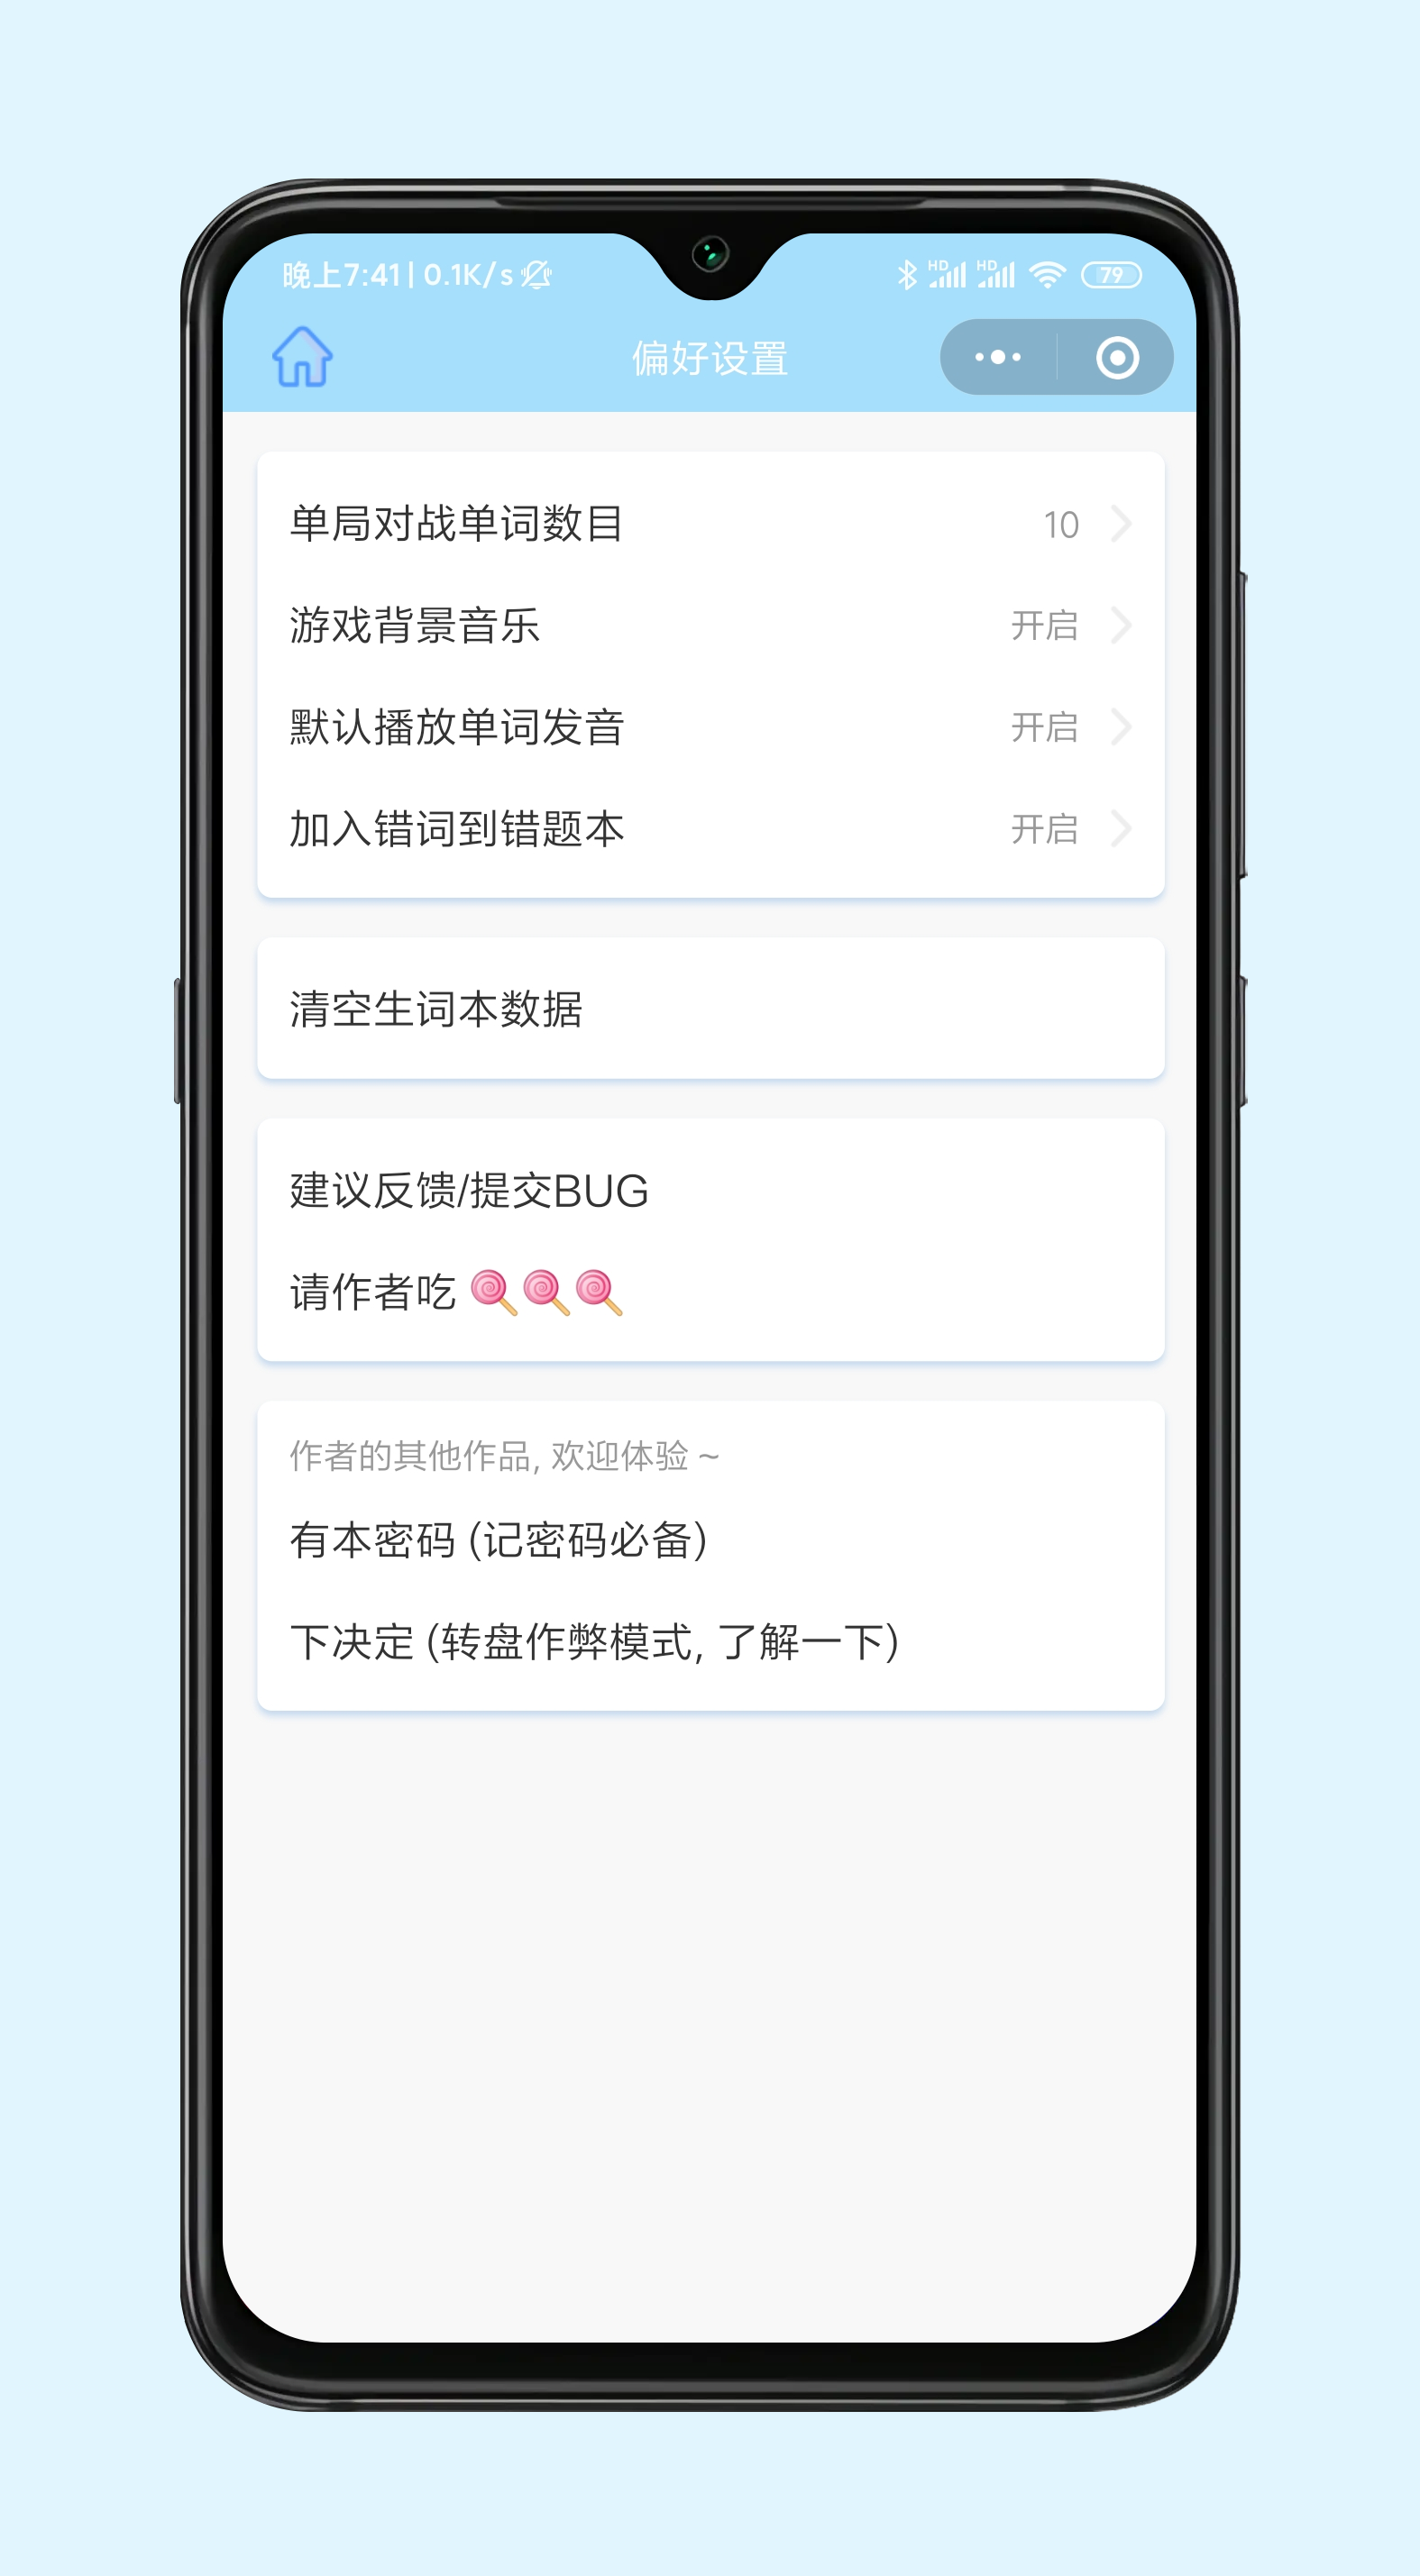 晚上7:41 | 0.1K/s
HD HD 79
偏好设置
单局对战单词数目 10
游戏背景音乐 开启
默认播放单词发音 开启
加入错词到错题本 开启
清空生词本数据
建议反馈/提交BUG
请作者吃 🍭🍭🍭
作者的其他作品, 欢迎体验 ~
有本密码 (记密码必备)
下决定 (转盘作弊模式, 了解一下)